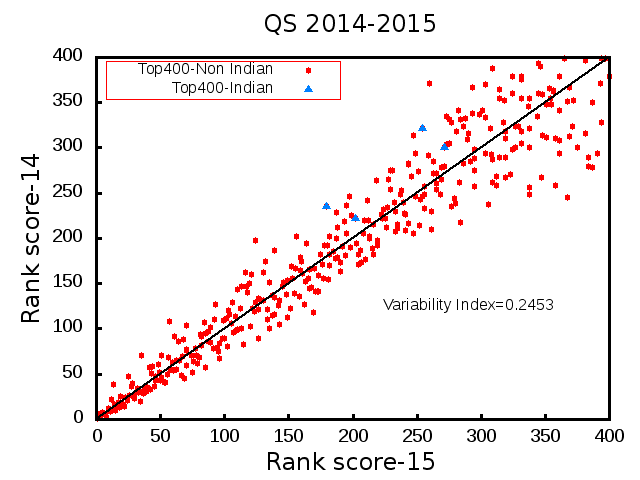 QS 2014-2015
Top400-Non Indian
Top400-Indian
400
350
300
250
200
150
100
50
0
Rank score-14
Variability Index=0.2453
0 50 100 150 200 250 300 350 400
Rank score-15